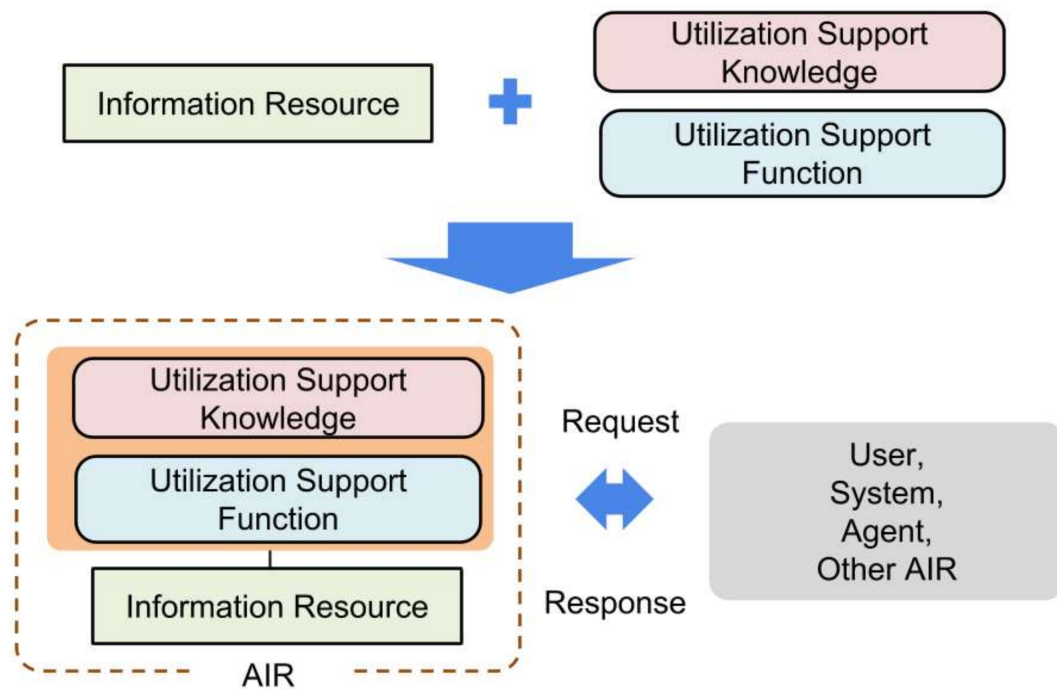 Utilization Support
Knowledge
Information Resource
Utilization Support
Function
Utilization Support
Knowledge
Utilization Support
Function
Information Resource
AIR
Request
Response
User,
System,
Agent,
Other AIR